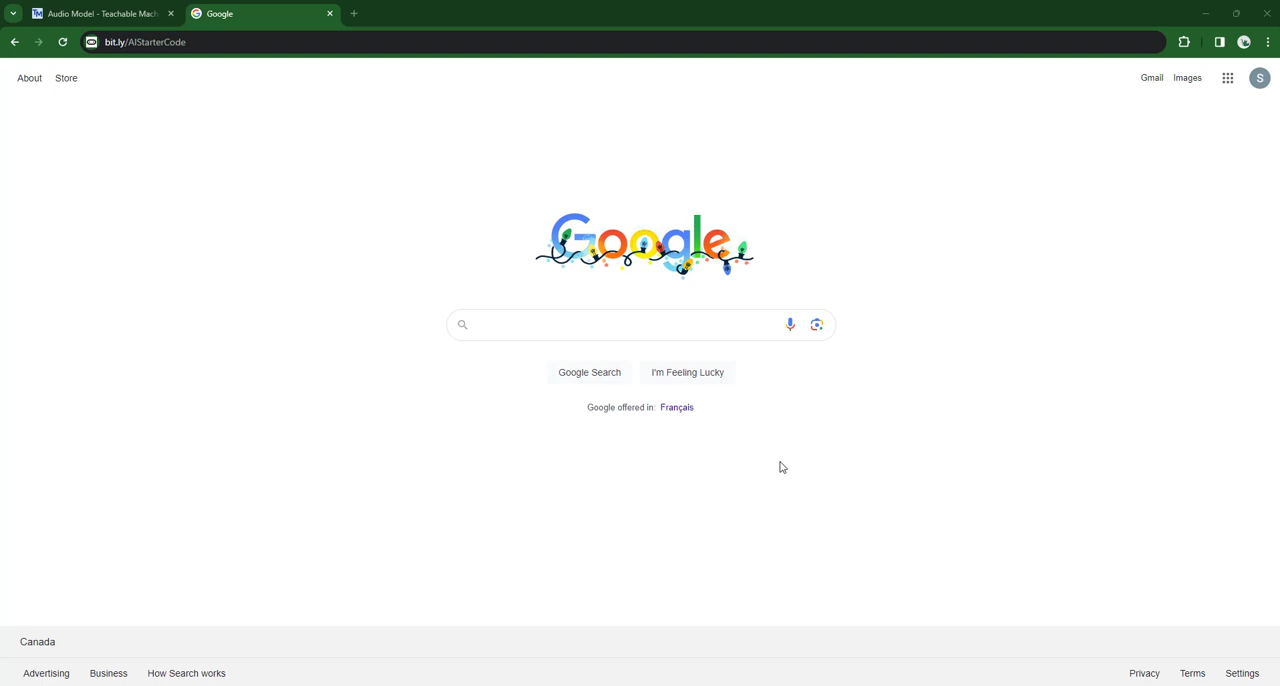 Audio Model - Teachable Mach
Google
bit.ly/AIStarterCode
About Store
Gmail Images
S
Google
Google Search I'm Feeling Lucky
Google offered in: Français
Canada
Advertising Business How Search works
Privacy Terms Settings